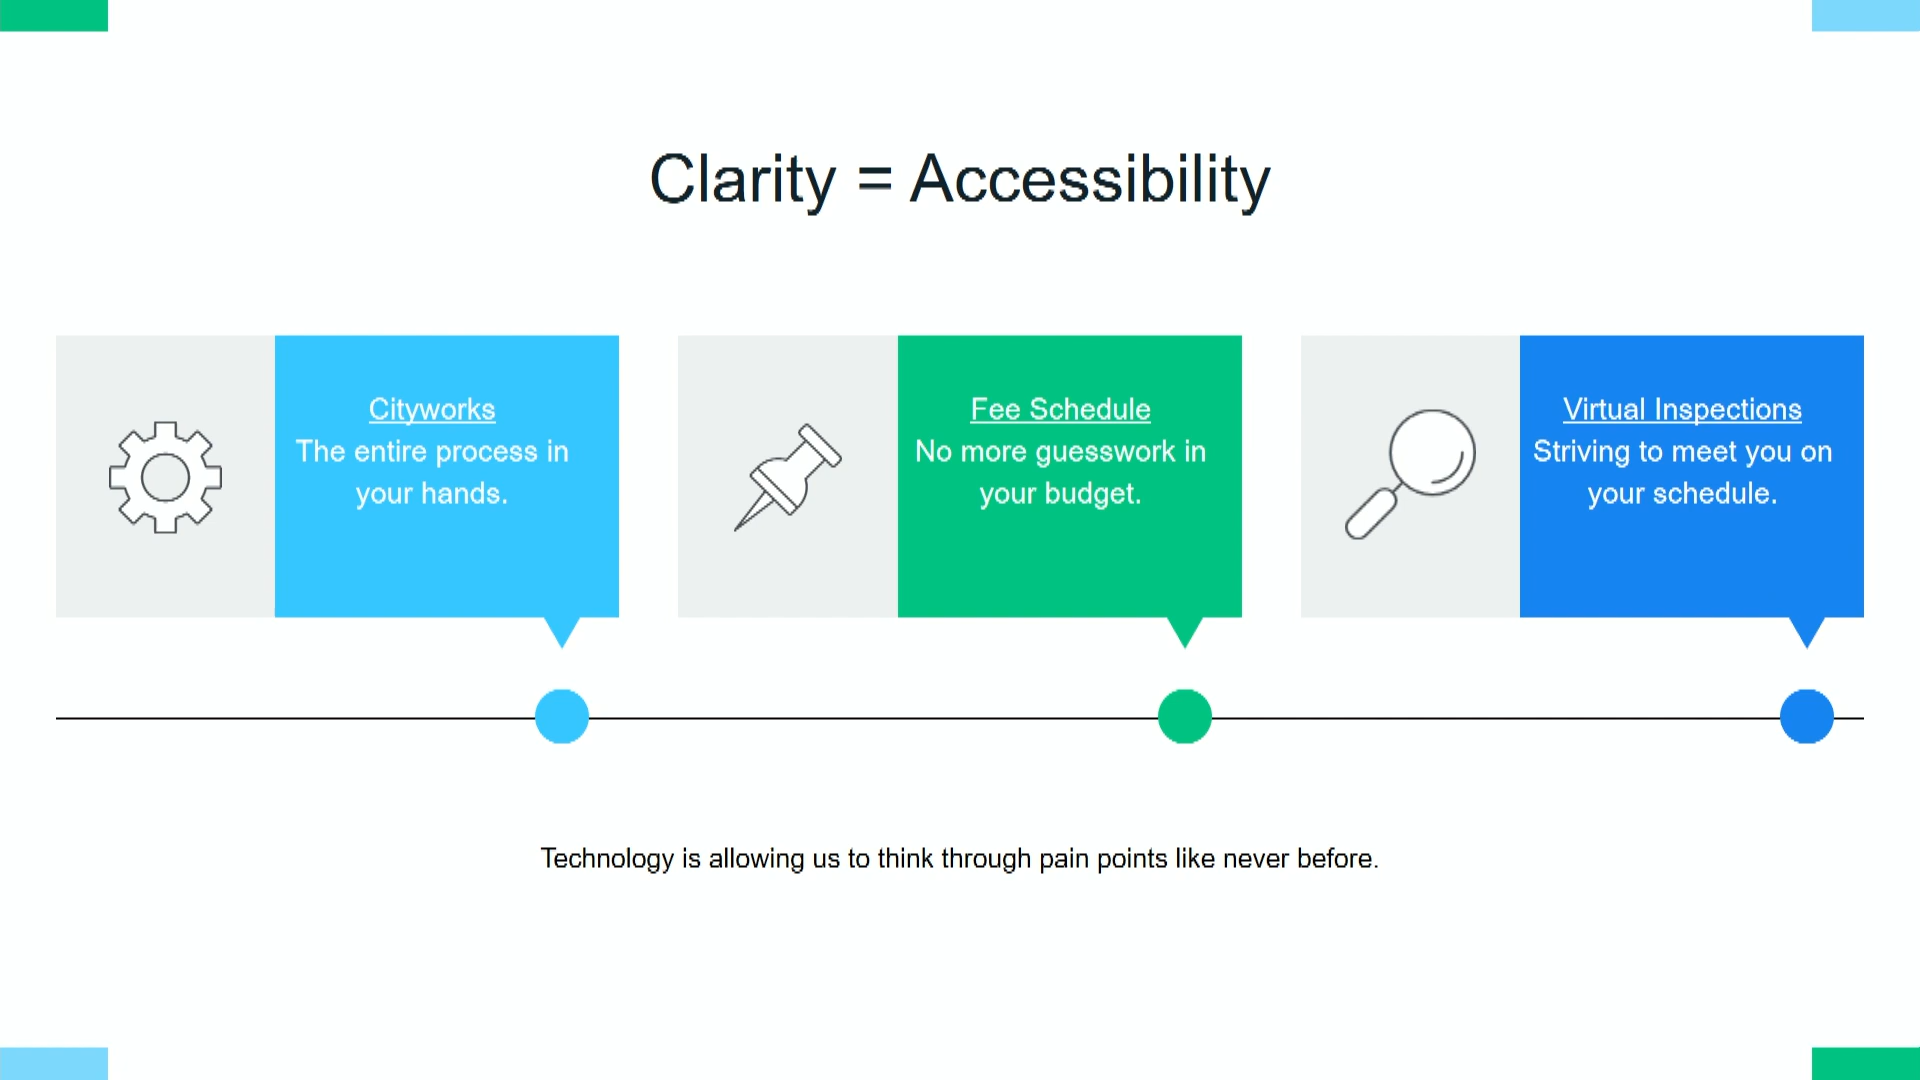 Clarity = Accessibility
Cityworks
The entire process in
your hands.
Fee Schedule
No more guesswork in
your budget.
Virtual Inspections
Striving to meet you on
your schedule.
Technology is allowing us to think through pain points like never before.